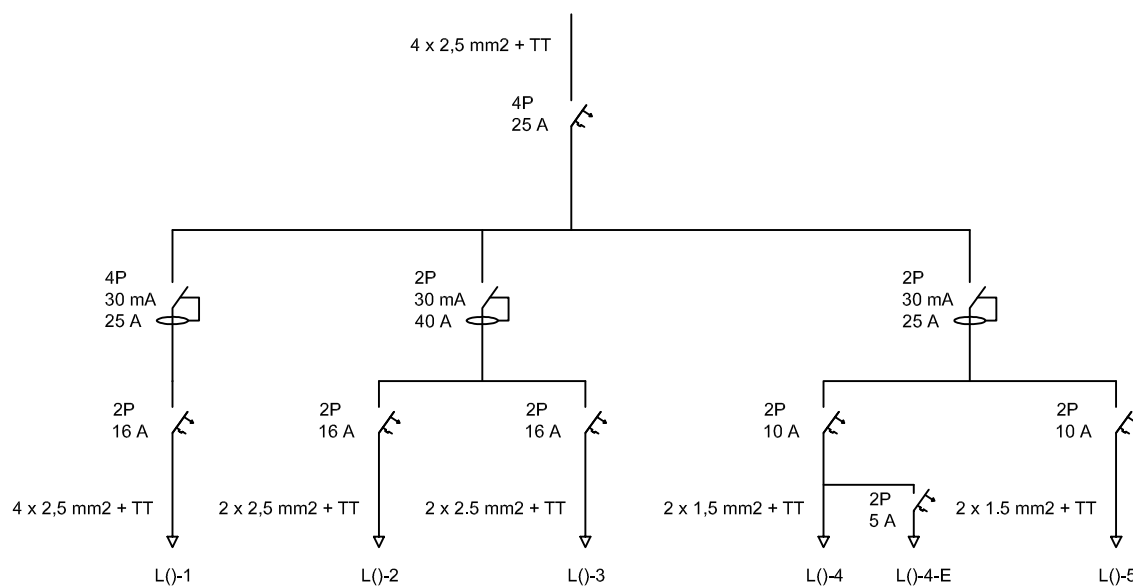 4 x 2,5 mm2 + TT
4P
25 A
4P
30 mA
25 A
2P
30 mA
40 A
2P
30 mA
25 A
2P
16 A
2P
16 A
2P
16 A
2P
10 A
2P
10 A
4 x 2,5 mm2 + TT
2 x 2,5 mm2 + TT
2 x 2.5 mm2 + TT
2 x 1,5 mm2 + TT
2P
5 A
2 x 1.5 mm2 + TT
L()-1
L()-2
L()-3
L()-4
L()-4-E
L()-5